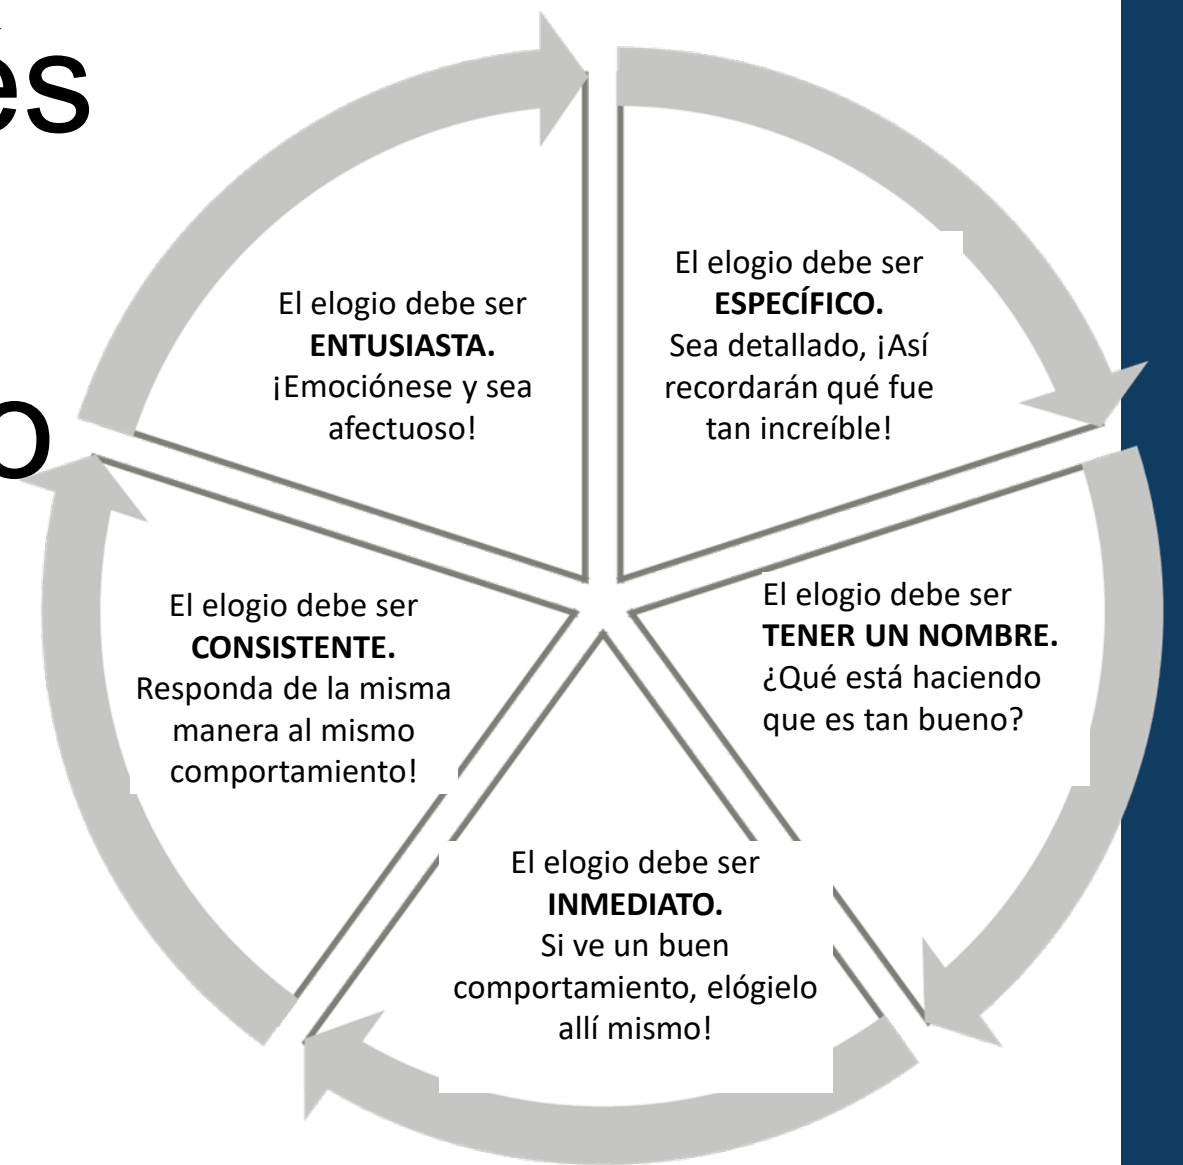 és
o
El elogio debe ser
ESPECÍFICO.
Sea detallado, ¡Así
recordarán qué fue
tan increíble!
El elogio debe ser
TENER UN NOMBRE.
¿Qué está haciendo
que es tan bueno?
El elogio debe ser
INMEDIATO.
Si ve un buen
comportamiento, elógielo
allí mismo!
El elogio debe ser
CONSISTENTE.
Responda de la misma
manera al mismo
comportamiento!
El elogio debe ser
ENTUSIASTA.
¡Emociónese y sea
afectuoso!